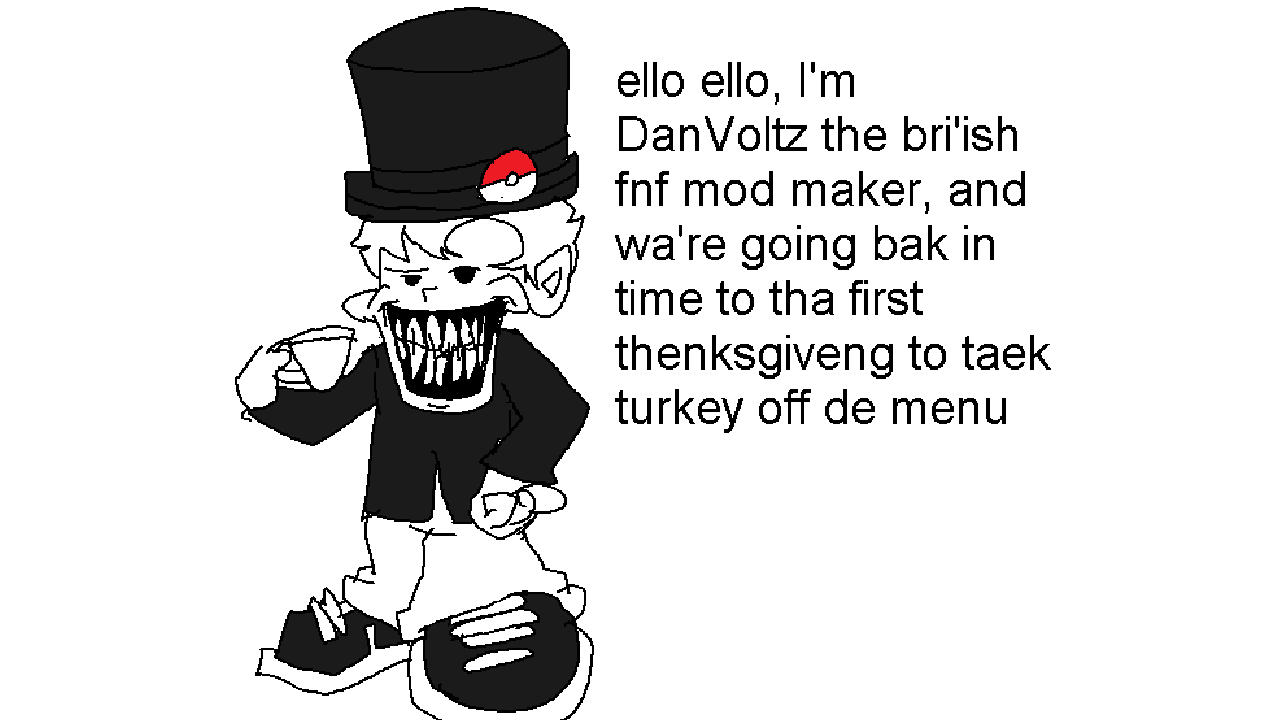 ello ello, I'm
DanVoltz the bri'ish
fnf mod maker, and
wa're going bak in
time to tha first
thenksgiveng to taek
turkey off de menu